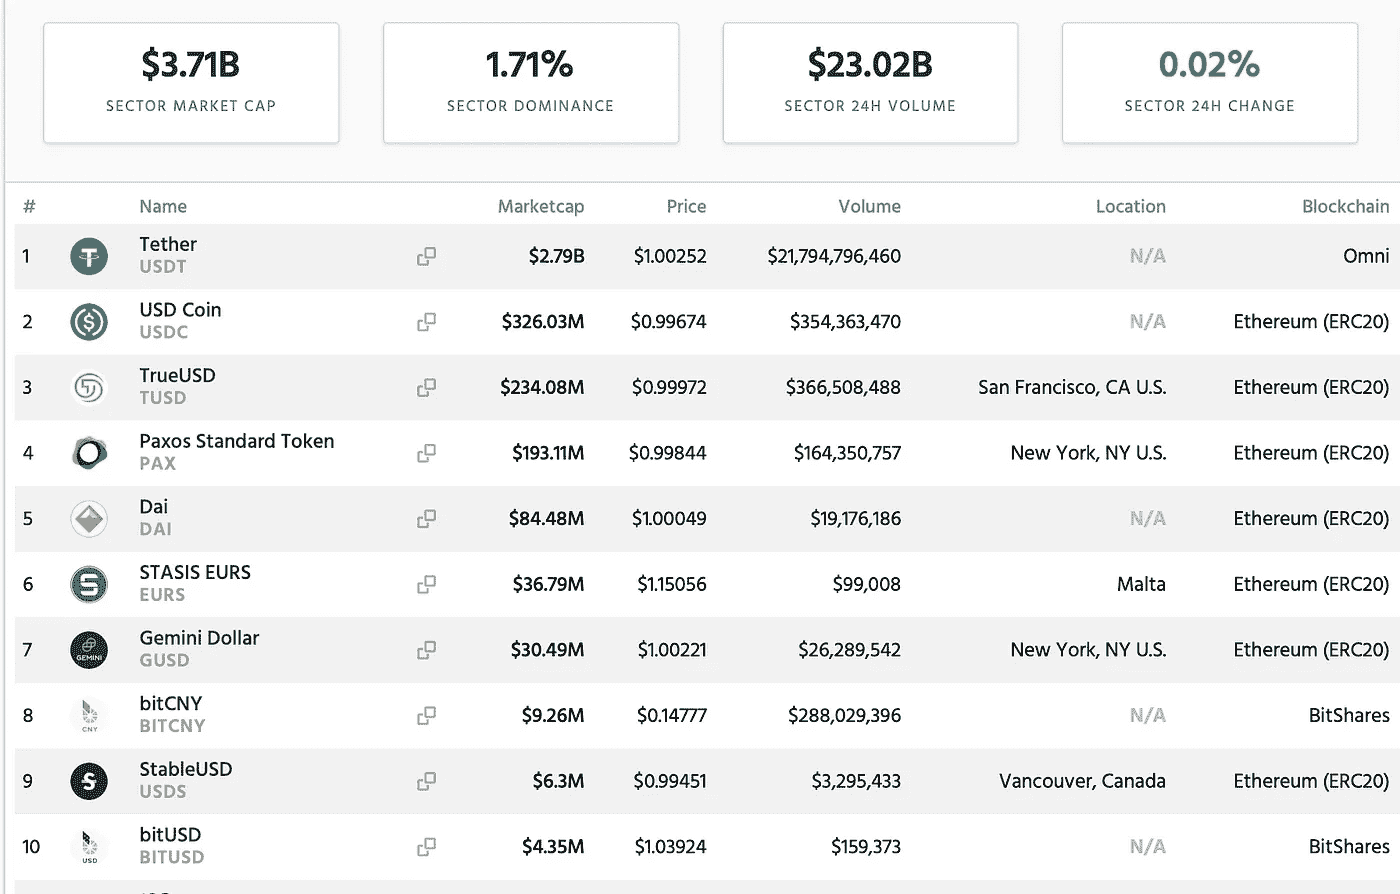 $3.71B
SECTOR MARKET CAP
1.71%
SECTOR DOMINANCE
$23.02B
SECTOR 24H VOLUME
0.02%
SECTOR 24H CHANGE
# Name Marketcap Price Volume Location Blockchain
1 Tether $2.79B $1.00252 $21,794,796,460 N/A Omni
USDT
2 USD Coin $326.03M $0.99674 $354,363,470 N/A Ethereum (ERC20)
USDC
3 TrueUSD $234.08M $0.99972 $366,508,488 San Francisco, CA U.S. Ethereum (ERC20)
TUSD
4 Paxos Standard Token $193.11M $0.99844 $164,350,757 New York, NY U.S. Ethereum (ERC20)
PAX
5 Dai $84.48M $1.00049 $19,176,186 N/A Ethereum (ERC20)
DAI
6 STASIS EURS $36.79M $1.15056 $99,008 Malta Ethereum (ERC20)
EURS
7 GEMINI Gemini Dollar $30.49M $1.00221 $26,289,542 New York, NY U.S. Ethereum (ERC20)
GUSD
8 CNY bitCNY $9.26M $0.14777 $288,029,396 N/A BitShares
BITCNY
9 StableUSD $6.3M $0.99451 $3,295,433 Vancouver, Canada Ethereum (ERC20)
USDS
10 USD bitUSD $4.35M $1.03924 $159,373 N/A BitShares
BITUSD